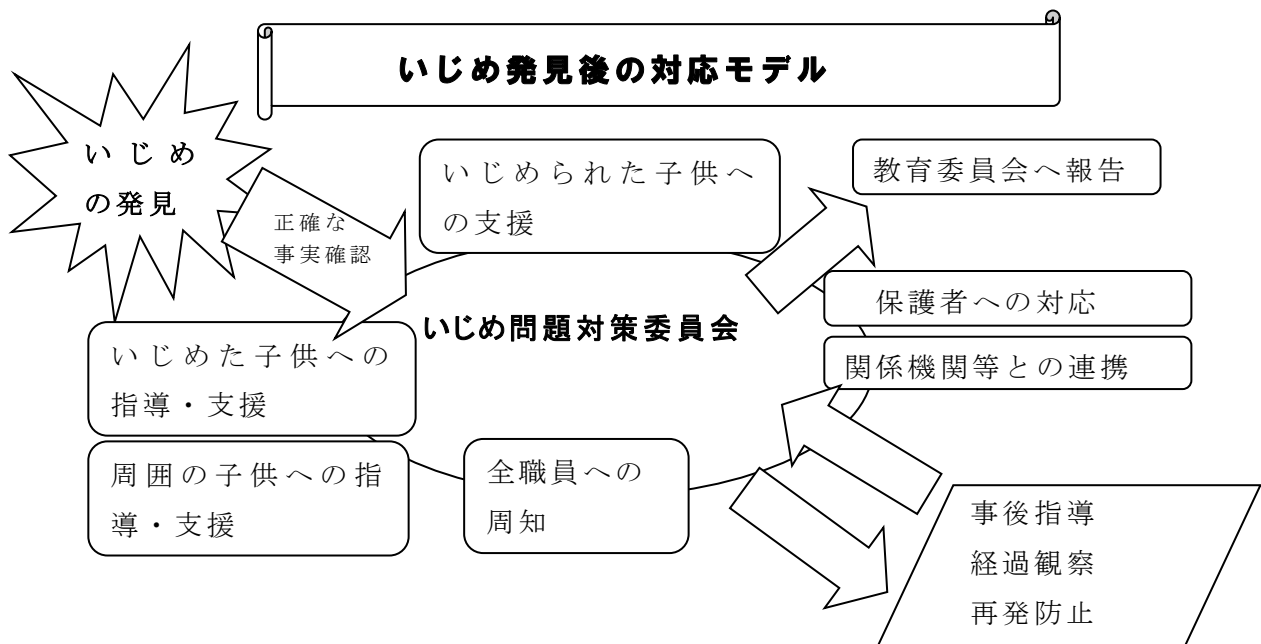 いじめ発見後の対応モデル
いじめ
の発見
正確な
事実確認
いじめられた子供へ
の支援
教育委員会へ報告
保護者への対応
関係機関等との連携
いじめ問題対策委員会
いじめた子供への
指導・支援
周囲の子供への指
導・支援
全職員への
周知
事後指導
経過観察
再発防止